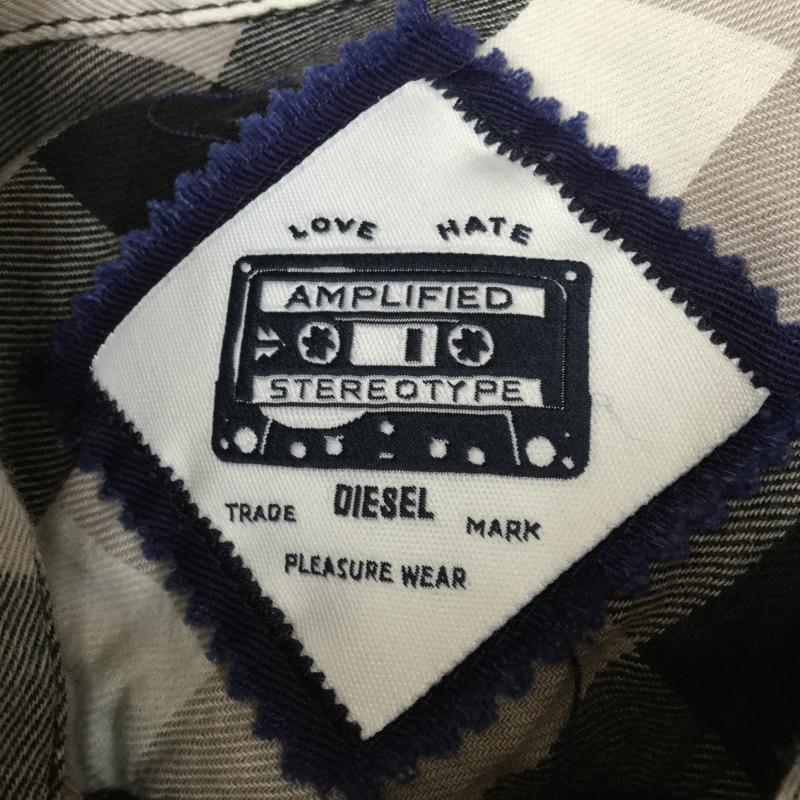 LOVE HATE
AMPLIFIED
STEREOTYPE
TRADE DIESEL MARK
PLEASURE WEAR